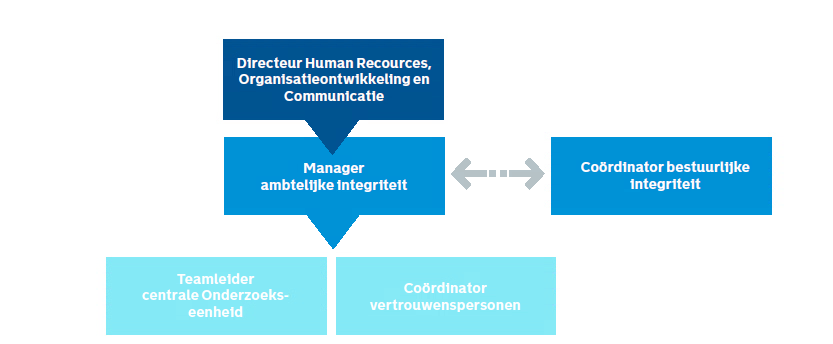 Directeur Human Recources,
Organisatieontwikkeling en
Communicatie
Manager
ambtelijke integriteit
Coördinator bestuurlijke
integriteit
Teamleider
centrale Onderzoeks-
eenheid
Coördinator
vertrouwenspersonen